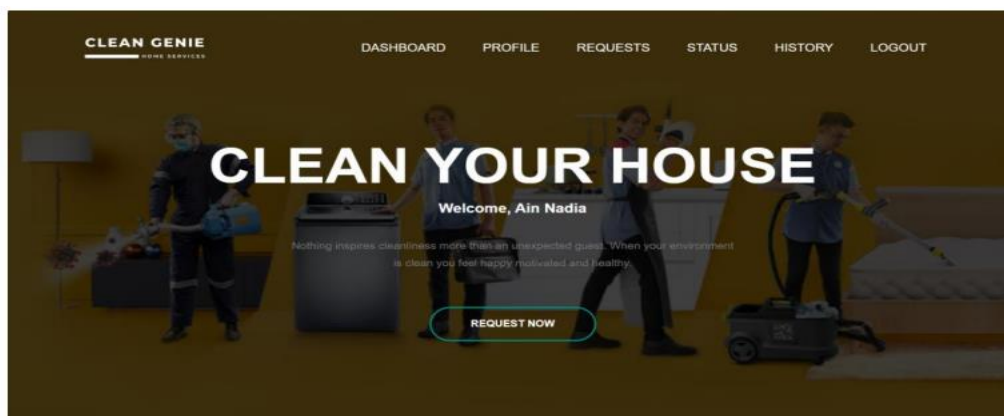 CLEAN GENIE
HOME SERVICES
DASHBOARD PROFILE REQUESTS STATUS HISTORY LOGOUT
CLEAN YOUR HOUSE
Welcome, Ain Nadia
Nothing inspires cleantiness more than an unexpected guest. When your environment
is clean you feel happy motivated and healthy.
REQUEST NOW